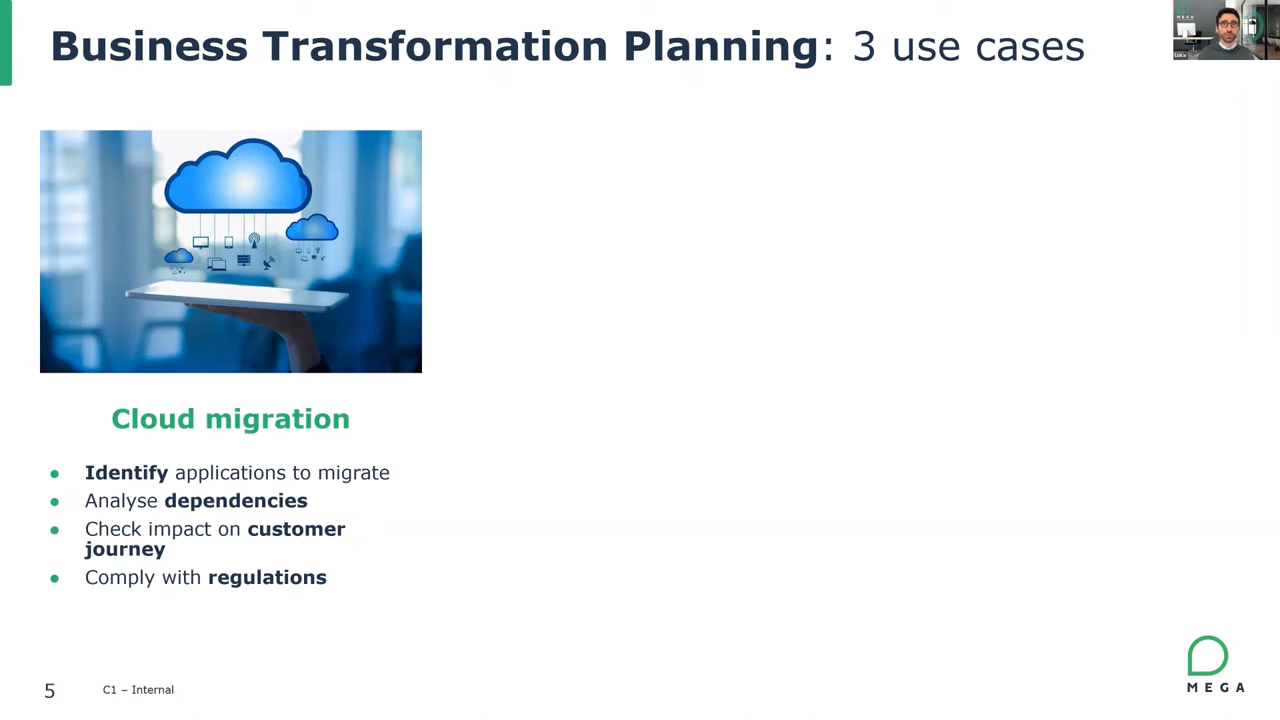 Business Transformation Planning: 3 use cases
MEGA
Cloud migration
● Identify applications to migrate
● Analyse dependencies
● Check impact on customer
journey
● Comply with regulations
5
C1 – Internal
MEGA